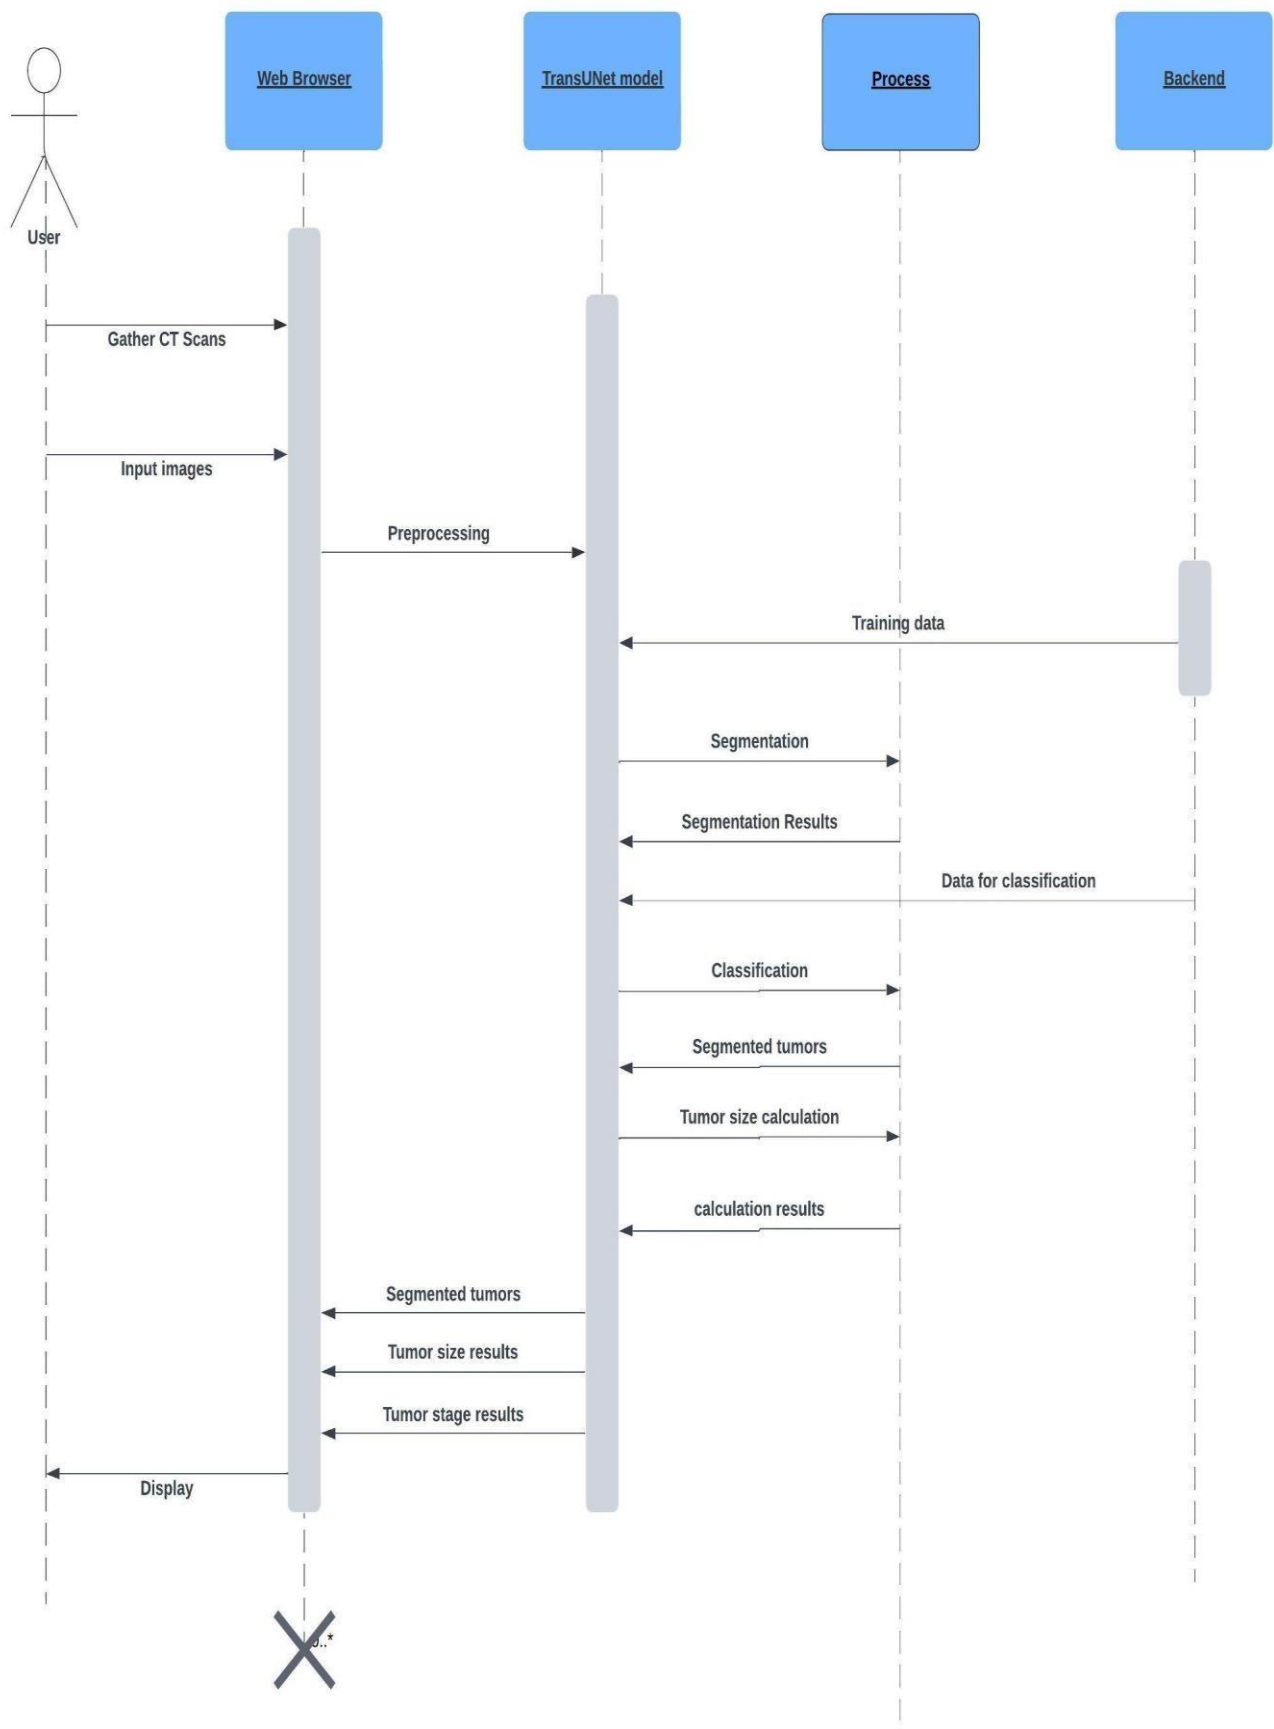 Web Browser
TransUNet model
Process
Backend
User
Gather CT Scans
Input images
Preprocessing
Training data
Segmentation
Segmentation Results
Data for classification
Classification
Segmented tumors
Tumor size calculation
calculation results
Segmented tumors
Tumor size results
Tumor stage results
Display